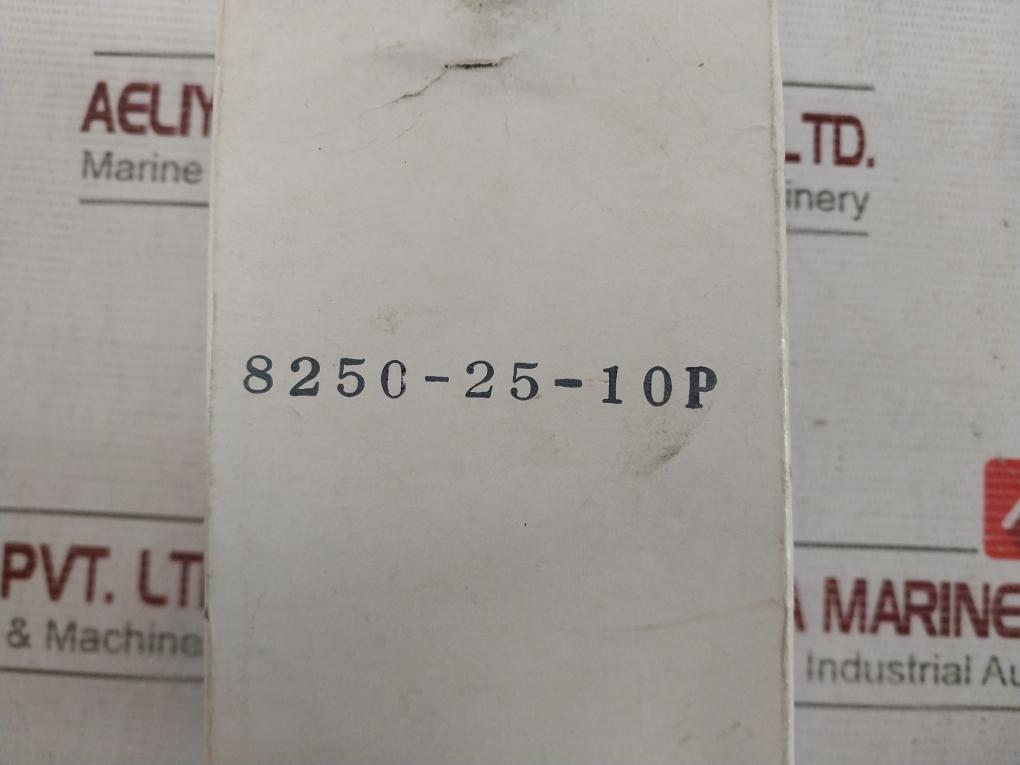 AELIY
LTD.
Marine
inery
8250-25-10P
PVT. LT
A MARINE
& Machine
Industrial Au